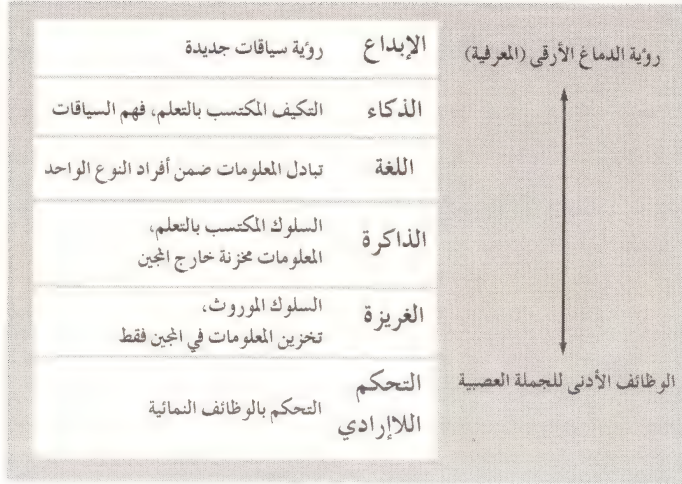 رؤية الدماغ الأرقى (المعرفية)
الإبداع رؤية سياقات جديدة
الذكاء التكيف المكتسب بالتعلم، فهم السياقات
اللغة تبادل المعلومات ضمن أفراد النوع الواحد
الذاكرة السلوك المكتسب بالتعلم،
المعلومات مخزنة خارج المجين
الغريزة السلوك الموروث،
تخزين المعلومات في المجين فقط
الوظائف الأدنى للجملة العصبية
التحكم
اللاإرادي
التحكم بالوظائف النمائية